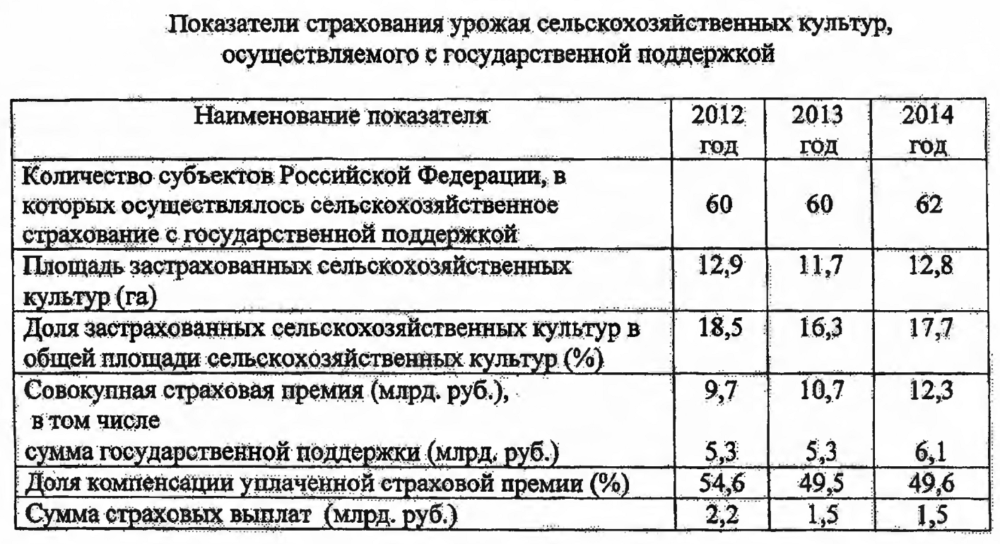 Показатели страхования урожая сельскохозяйственных культур,
осуществляемого с государственной поддержкой
Наименование показателя 2012 2013 2014
год год год
Количество субъектов Российской Федерации, в
которых осуществлялось сельскохозяйственное 60 60 62
страхование с государственной поддержкой
Площадь застрахованных сельскохозяйственных 12,9 11,7 12,8
культур (га)
Доля застрахованных сельскохозяйственных культур в 18,5 16,3 17,7
общей площади сельскохозяйственных культур (%)
Совокупная страховая премия (млрд. руб.), 9,7 10,7 12,3
в том числе
сумма государственной поддержки (млрд. руб.) 5,3 5,3 6,1
Доля компенсации уплаченной страховой премии (%) 54,6 49,5 49,6
Сумма страховых выплат (млрд. руб.) 2,2 1,5 1,5